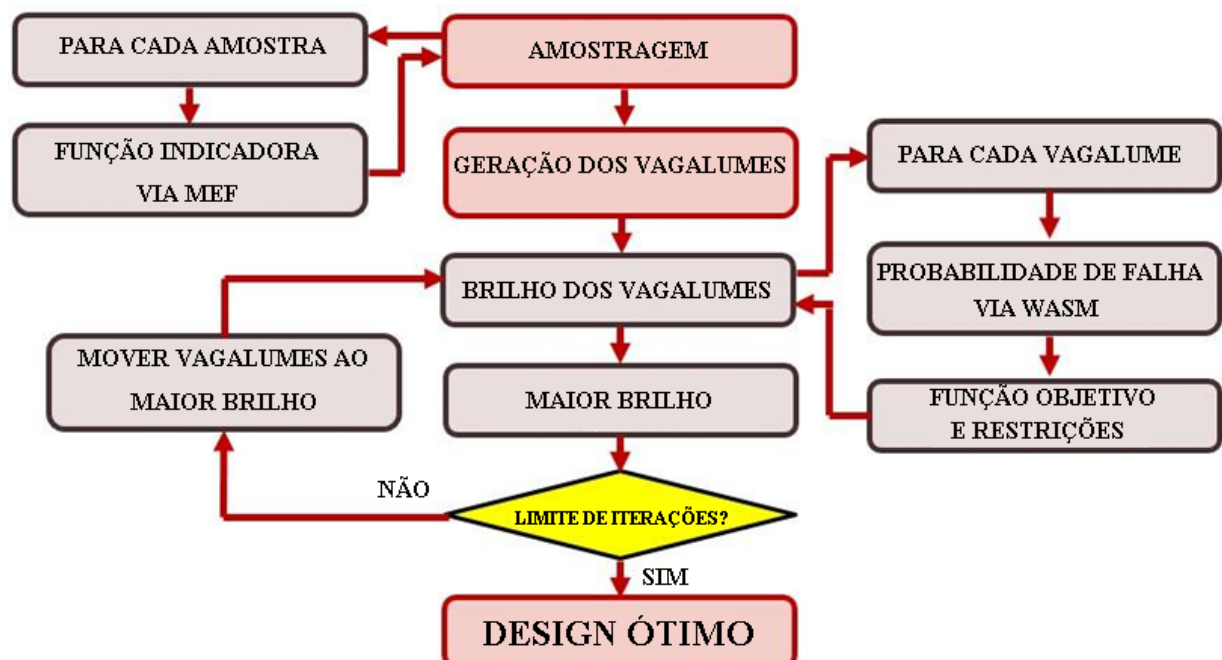 PARA CADA AMOSTRA
AMOSTRAGEM
FUNÇÃO INDICADORA
VIA MEF
GERAÇÃO DOS VAGALUMES
PARA CADA VAGALUME
BRILHO DOS VAGALUMES
PROBABILIDADE DE FALHA
VIA WASM
MOVER VAGALUMES AO
MAIOR BRILHO
MAIOR BRILHO
FUNÇÃO OBJETIVO
E RESTRIÇÕES
NÃO
LIMITE DE ITERAÇÕES?
SIM
DESIGN ÓTIMO